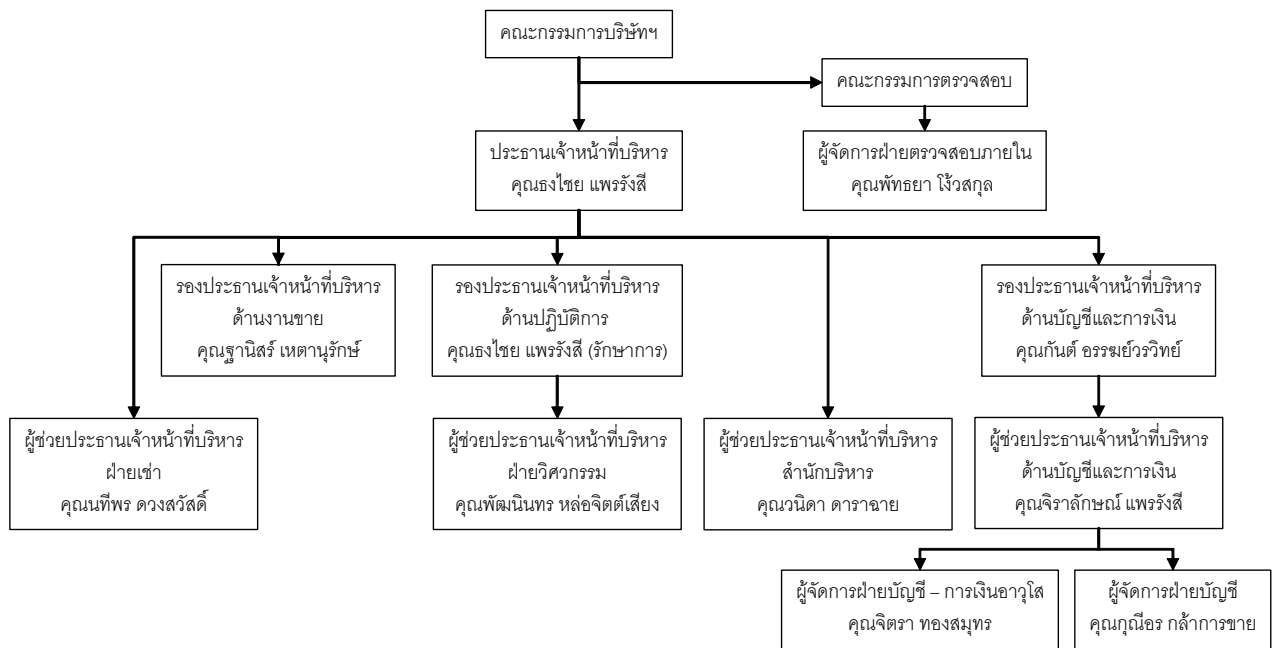 คณะกรรมการบริษัทฯ
คณะกรรมการตรวจสอบ
ประธานเจ้าหน้าที่บริหาร
คุณธงไชย แพรรังสี
ผู้จัดการฝ่ายตรวจสอบภายใน
คุณพัทธยา โง้วสกุล
รองประธานเจ้าหน้าที่บริหาร
ด้านงานขาย
คุณฐานิสร์ เหตานุรักษ์
รองประธานเจ้าหน้าที่บริหาร
ด้านปฏิบัติการ
คุณธงไชย แพรรังสี (รักษาการ)
รองประธานเจ้าหน้าที่บริหาร
ด้านบัญชีและการเงิน
คุณกันต์ อรรฆย์วรวิทย์
ผู้ช่วยประธานเจ้าหน้าที่บริหาร
ฝ่ายเช่า
คุณนทีพร ดวงสวัสดิ์
ผู้ช่วยประธานเจ้าหน้าที่บริหาร
ฝ่ายวิศวกรรม
คุณพัฒนินทร หล่อจิตต์เสียง
ผู้ช่วยประธานเจ้าหน้าที่บริหาร
สำนักบริหาร
คุณวนิดา ดาราฉาย
ผู้ช่วยประธานเจ้าหน้าที่บริหาร
ด้านบัญชีและการเงิน
คุณจิราลักษณ์ แพรรังสี
ผู้จัดการฝ่ายบัญชี – การเงินอาวุโส
คุณจิตรา ทองสมุทร
ผู้จัดการฝ่ายบัญชี
คุณกุณีอร กล้าการขาย